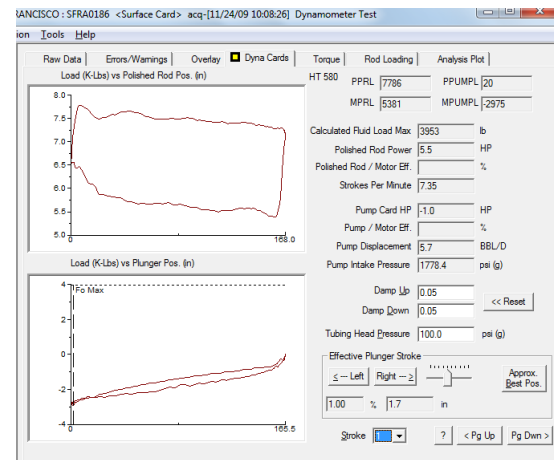 RANCISCO : SFRA0186 <Surface Card> acq-[11/24/09 10:08:26] Dynamometer Test
ion Tools Help
Raw Data Errors/Warnings Overlay Dyna Cards Torque Rod Loading Analysis Plot
Load (K-Lbs) vs Polished Rod Pos. (in)
HT 580 PPRL 7786 PPUMPL 20
MPRL 5381 MPUMPL -2975
8.0
7.5
7.0
6.5
6.0
5.5
5.0
0 168.0
Calculated Fluid Load Max 3953 lb
Polished Rod Power 5.5 HP
Polished Rod / Motor Eff. %
Strokes Per Minute 7.35
Pump Card HP -1.0 HP
Pump / Motor Eff. %
Pump Displacement 5.7 BBL/D
Pump Intake Pressure 1778.4 psi (g)
Load (K-Lbs) vs Plunger Pos. (in)
4
Fo Max
2
0
-2
-4
0 165.5
Damp Up 0.05
<< Reset
Damp Down 0.05
Tubing Head Pressure 100.0 psi (g)
Effective Plunger Stroke
< --- Left Right --- > Approx. Best Pos.
1.00 % 1.7 in
Stroke 1 ? < Pg Up Pg Dwn >